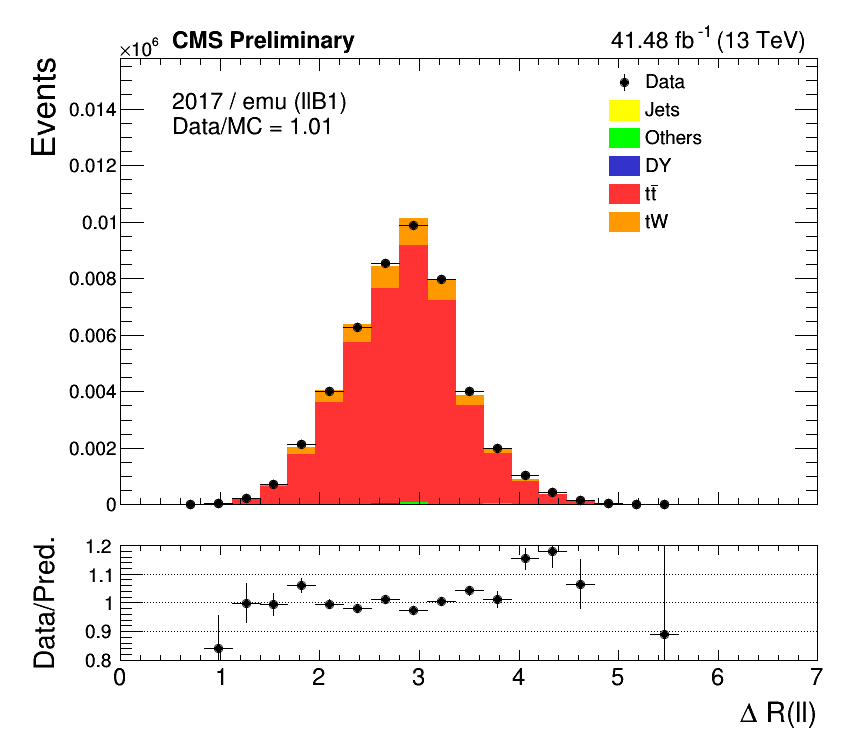 ×10⁶ CMS Preliminary 41.48 fb⁻¹ (13 TeV)
Events
2017 / emu (llB1)
Data/MC = 1.01
Data
Jets
Others
DY
tt̄
tW
0.014
0.012
0.01
0.008
0.006
0.004
0.002
0
Data/Pred.
1.2
1.1
1
0.9
0.8
0 1 2 3 4 5 6 7
Δ R(ll)